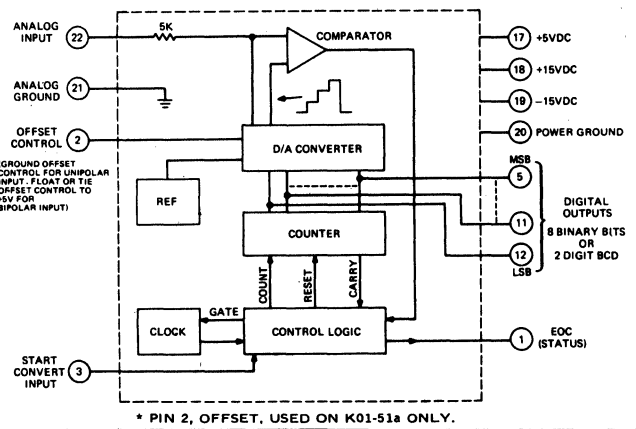 ANALOG
INPUT
22
5K
COMPARATOR
17 +5VDC
ANALOG
GROUND
21
18 +15VDC
19 -15VDC
OFFSET
CONTROL
2
20 POWER GROUND
GROUND OFFSET
CONTROL FOR UNIPOLAR
INPUT. FLOAT OR TIE
OFFSET CONTROL TO
+5V FOR
BIPOLAR INPUT)
D/A CONVERTER
MSB
5
REF
11
DIGITAL
OUTPUTS
8 BINARY BITS
OR
2 DIGIT BCD
COUNTER
12
LSB
COUNT
RESET
CARRY
GATE
CLOCK
CONTROL LOGIC
1
EOC
(STATUS)
START
CONVERT
INPUT
3
* PIN 2, OFFSET, USED ON K01-51a ONLY.